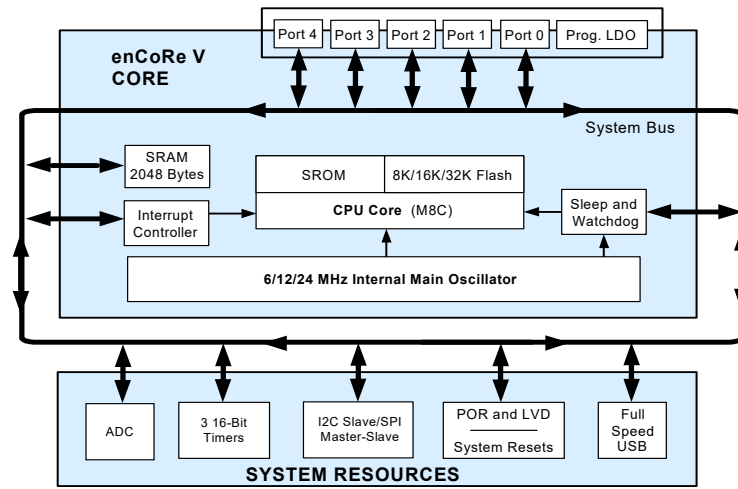 Port 4 Port 3 Port 2 Port 1 Port 0 Prog. LDO
enCoRe V
CORE
System Bus
SRAM
2048 Bytes
SROM
8K/16K/32K Flash
CPU Core (M8C)
Interrupt
Controller
Sleep and
Watchdog
6/12/24 MHz Internal Main Oscillator
ADC
3 16-Bit
Timers
I2C Slave/SPI
Master-Slave
POR and LVD
System Resets
Full
Speed
USB
SYSTEM RESOURCES